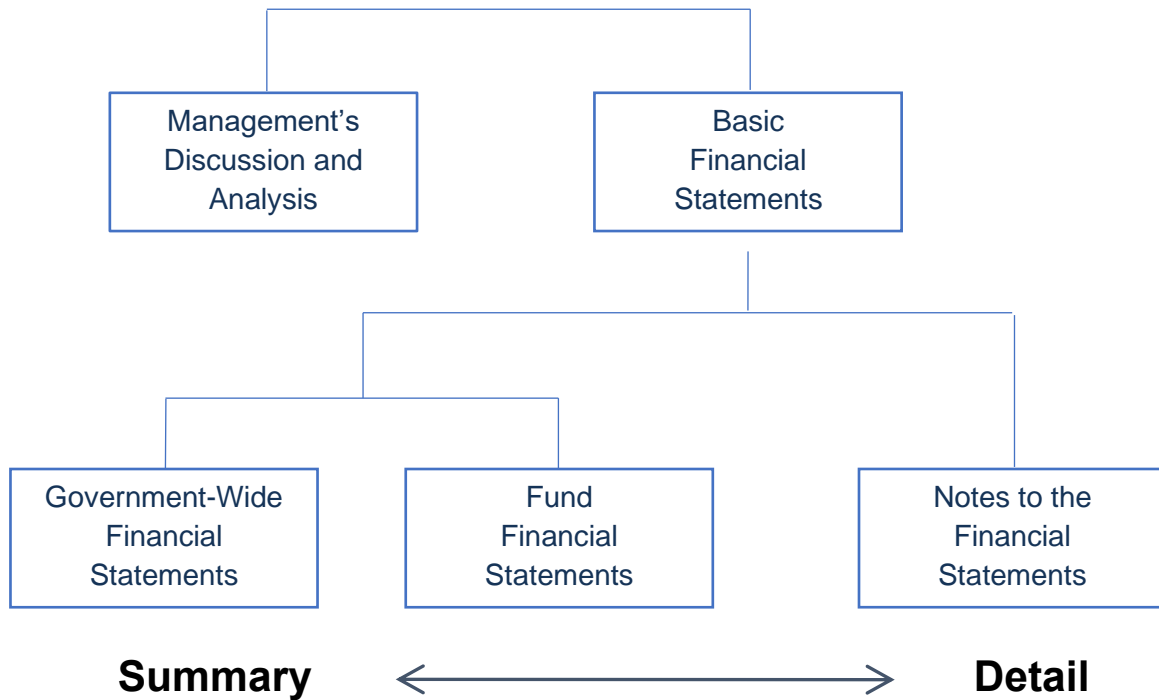 Management’s
Discussion and
Analysis
Basic
Financial
Statements
Government-Wide
Financial
Statements
Fund
Financial
Statements
Notes to the
Financial
Statements
Summary
Detail